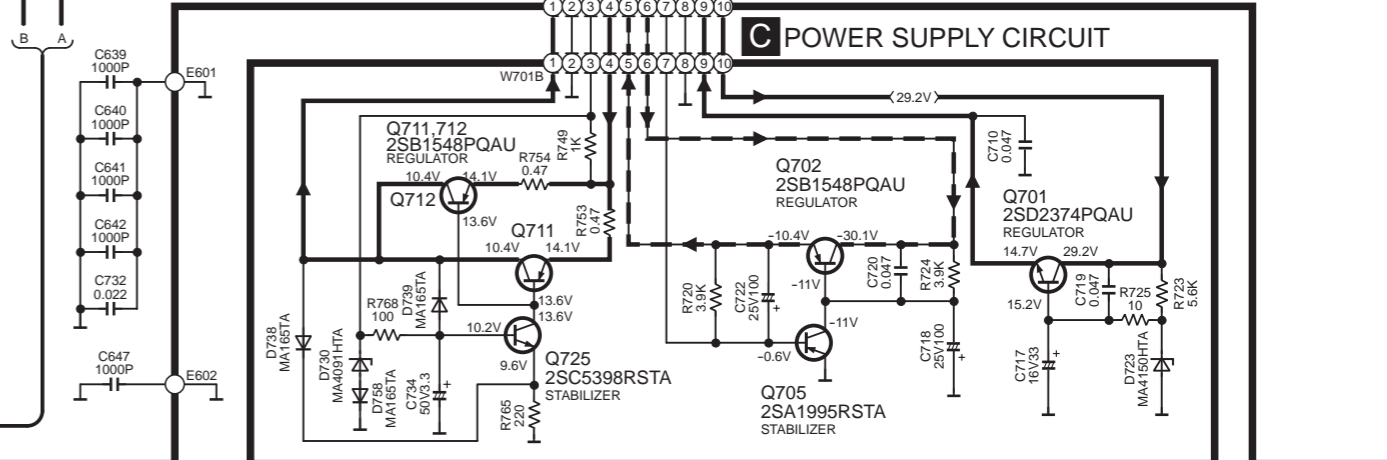 1 2 3 4 5 6 7 8 9 10
C POWER SUPPLY CIRCUIT
B A
C639
1000P
E601
W701B
1 2 3 4 5 6 7 8 9 10
29.2V
C640
1000P
C641
1000P
C642
1000P
C732
0.022
C647
1000P
E602
Q711,712
2SB1548PQAU
REGULATOR
R754
0.47
R749
1K
10.4V
14.1V
Q712
13.6V
R753
0.47
Q711
10.4V
14.1V
13.6V
13.6V
D739
MA165TA
R768
100
10.2V
D738
MA165TA
D730
MA4091HTA
D758
MA165TA
C734
50V3.3
9.6V
Q725
2SC5398RSTA
STABILIZER
R765
220
Q702
2SB1548PQAU
REGULATOR
–10.4V
–30.1V
–11V
R720
3.9K
C722
25V100
+
C720
0.047
R724
3.9K
–11V
–0.6V
C718
25V100
+
Q705
2SA1995RSTA
STABILIZER
C710
0.047
Q701
2SD2374PQAU
REGULATOR
14.7V
29.2V
15.2V
C719
0.047
R725
10
R723
5.6K
C717
16V33
+
D723
MA4150HTA
+